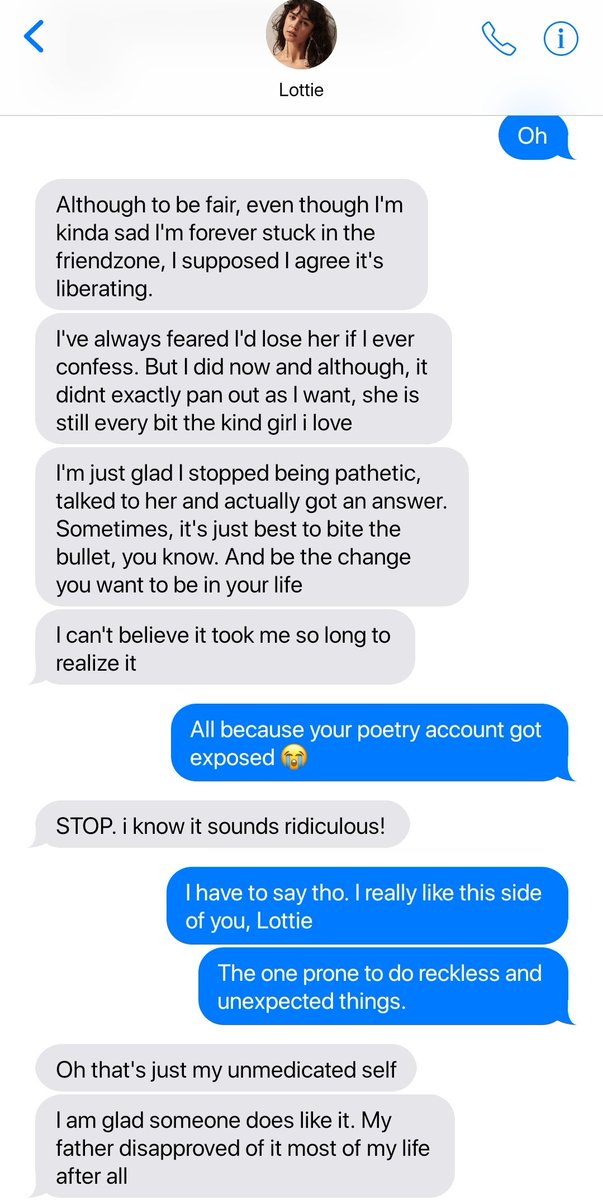 Lottie
Oh
Although to be fair, even though I'm
kinda sad I'm forever stuck in the
friendzone, I supposed I agree it's
liberating.
I've always feared I'd lose her if I ever
confess. But I did now and although, it
didnt exactly pan out as I want, she is
still every bit the kind girl i love
I'm just glad I stopped being pathetic,
talked to her and actually got an answer.
Sometimes, it's just best to bite the
bullet, you know. And be the change
you want to be in your life
I can't believe it took me so long to
realize it
All because your poetry account got
exposed 😭
STOP. i know it sounds ridiculous!
I have to say tho. I really like this side
of you, Lottie
The one prone to do reckless and
unexpected things.
Oh that's just my unmedicated self
I am glad someone does like it. My
father disapproved of it most of my life
after all